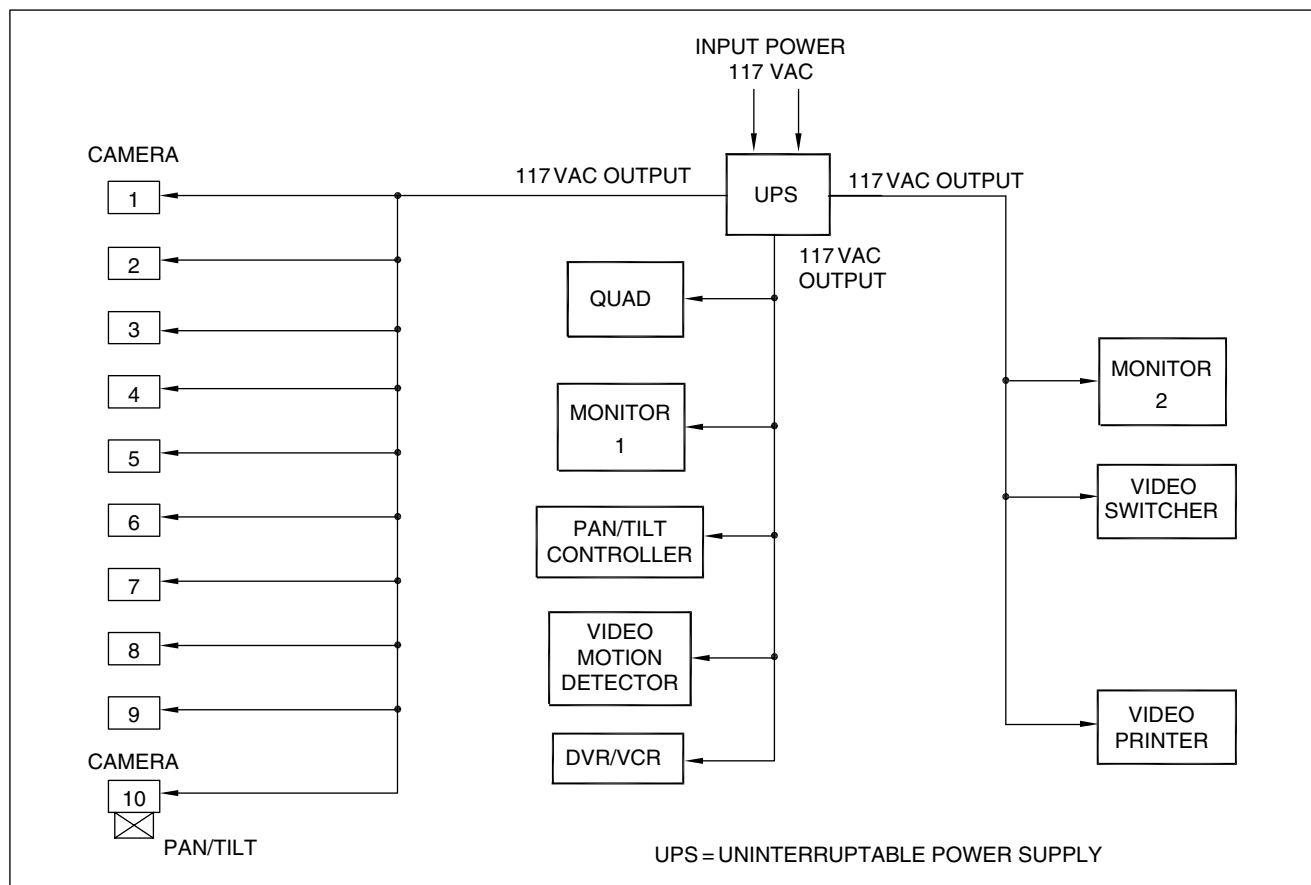 INPUT POWER
117 VAC
CAMERA
117 VAC OUTPUT
UPS
117 VAC OUTPUT
1
2
3
4
5
6
7
8
9
CAMERA
10
PAN/TILT
117 VAC
OUTPUT
QUAD
MONITOR
1
PAN/TILT
CONTROLLER
VIDEO
MOTION
DETECTOR
DVR/VCR
MONITOR
2
VIDEO
SWITCHER
VIDEO
PRINTER
UPS = UNINTERRUPTABLE POWER SUPPLY